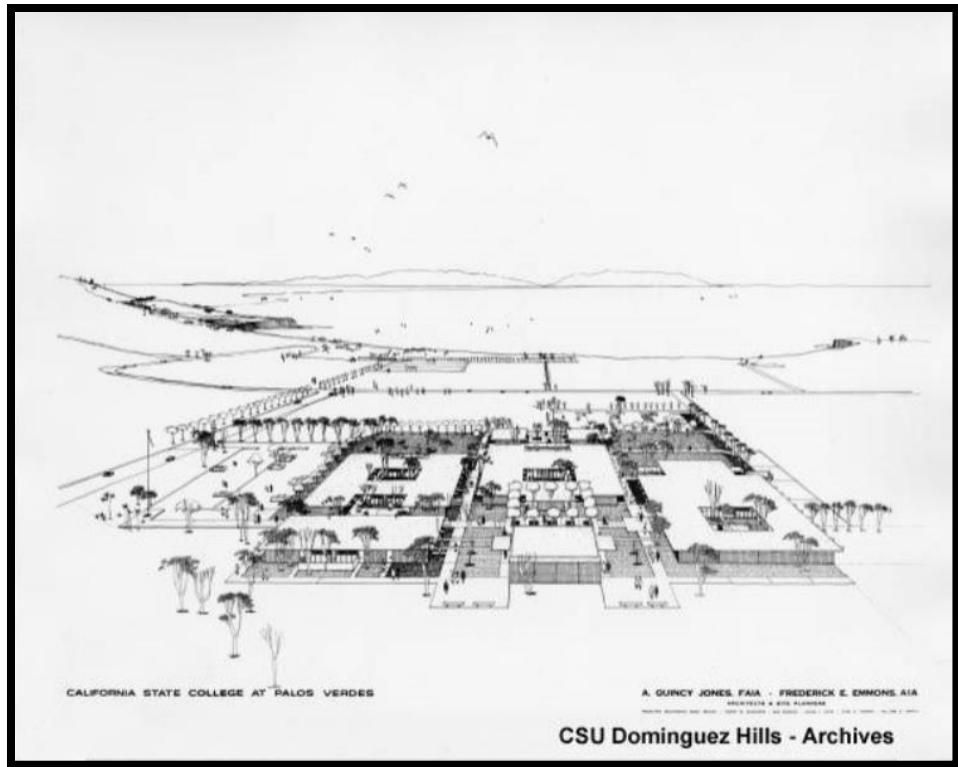 CALIFORNIA STATE COLLEGE AT PALOS VERDES
A. QUINCY JONES, FAIA - FREDERICK E. EMMONS, AIA
ARCHITECTS & SITE PLANNERS
CSU Dominguez Hills - Archives